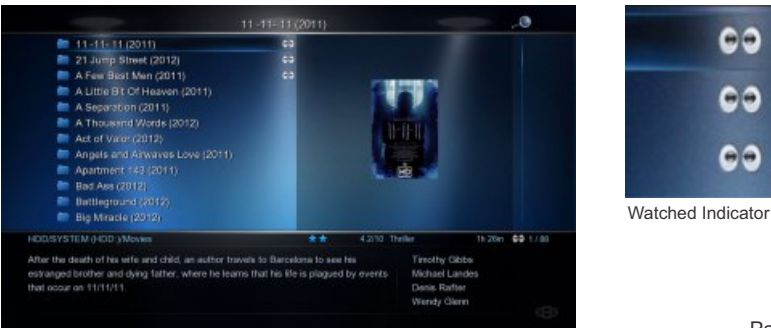 11-11-11 (2011)
11-11-11 (2011)
21 Jump Street (2012)
A Few Best Men (2011)
A Little Bit Of Heaven (2011)
A Separation (2011)
A Thousand Words (2012)
Act of Valor (2012)
Angels and Airwaves Love (2011)
Apartment 143 (2011)
Bad Ass (2012)
Battleground (2012)
Big Miracle (2012)
11-11-11
HD
HDD/SYSTEM (HDD:)/Movies 4.2/10 Thriller 1h 26m 1 / 88
After the death of his wife and child, an author travels to Barcelona to see his
estranged brother and dying father, where he learns that his life is plagued by events
that occur on 11/11/11.
Timothy Gibbs
Michael Landes
Denis Rafter
Wendy Glenn
Watched Indicator